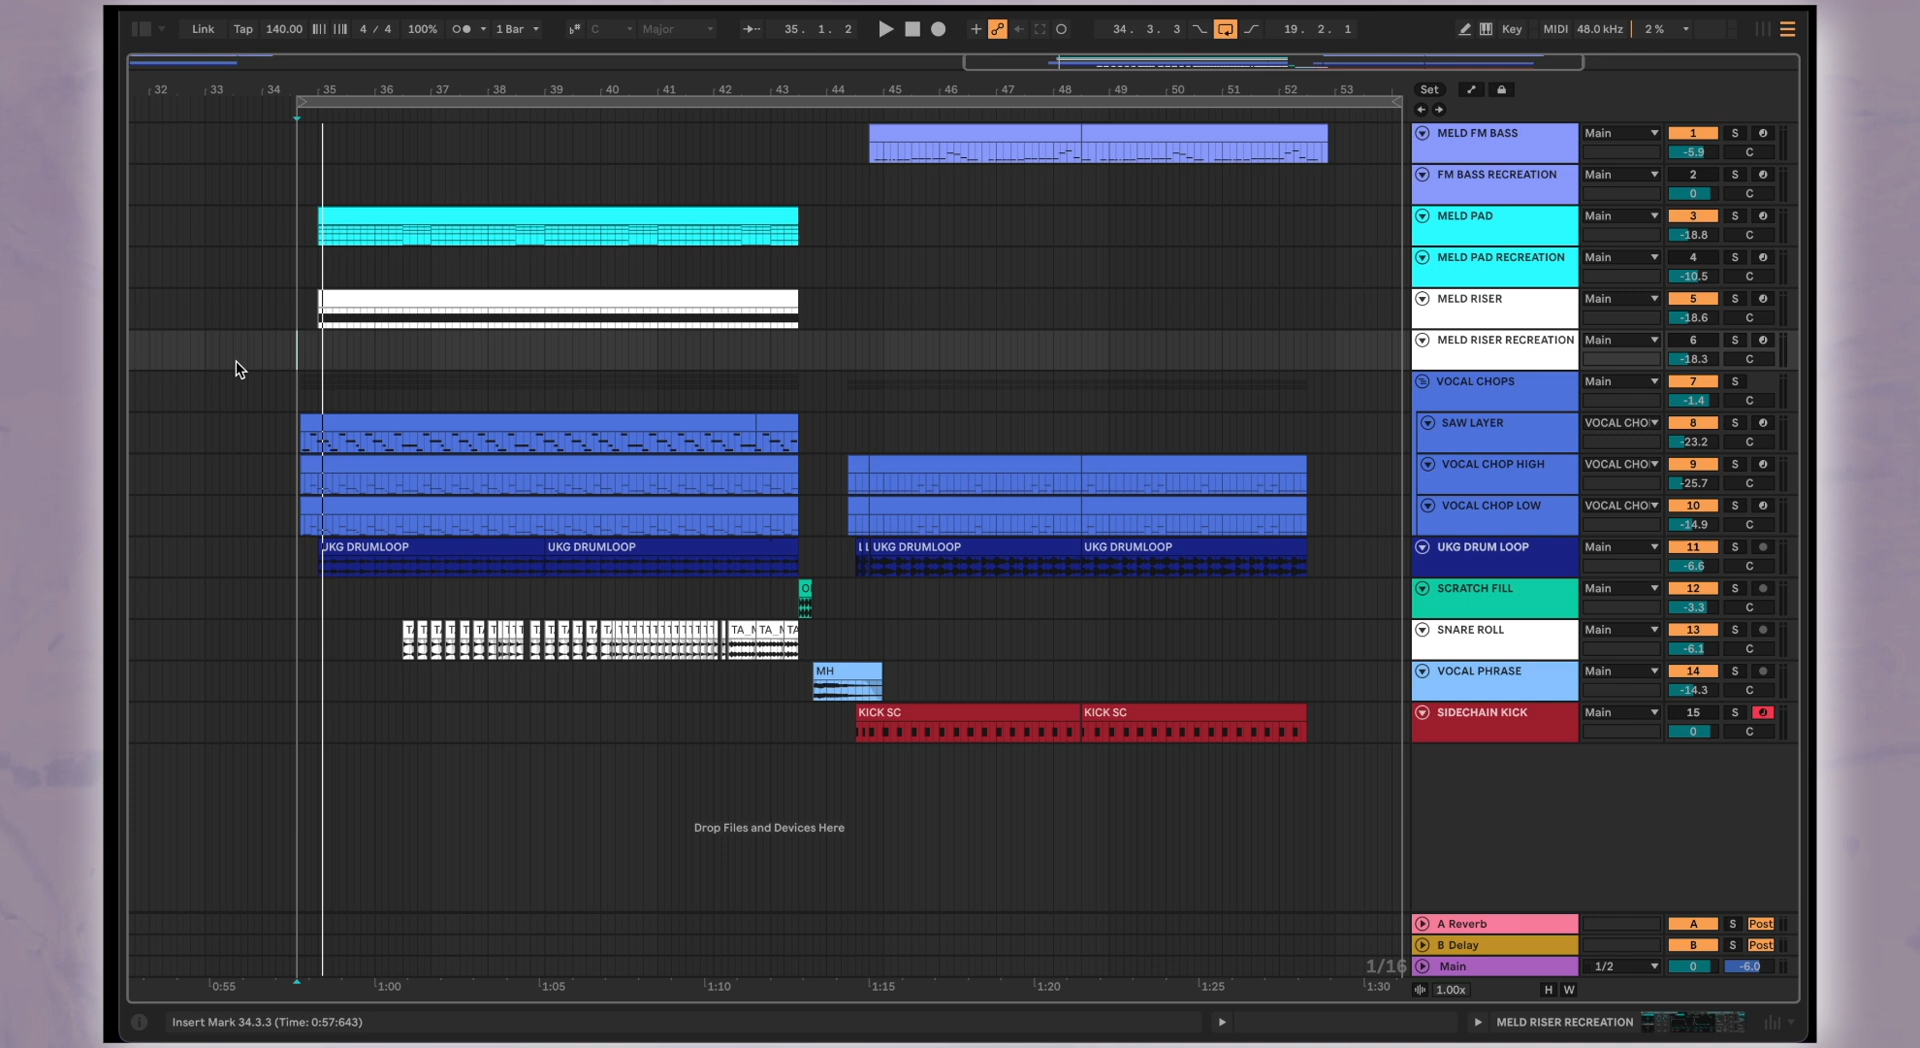 Link Tap 140.00 4 / 4 100% 1 Bar C Major 35. 1. 2 34. 3. 3 19. 2. 1 Key MIDI 48.0 kHz 2 %
32 33 34 35 36 37 38 39 40 41 42 43 44 45 46 47 48 49 50 51 52 53 Set
MELD FM BASS Main 1 S
-5.9 C
FM BASS RECREATION Main 2 S
0 C
MELD PAD Main 3 S
-18.8 C
MELD PAD RECREATION Main 4 S
-10.5 C
MELD RISER Main 5 S
-18.6 C
MELD RISER RECREATION Main 6 S
-18.3 C
VOCAL CHOPS Main 7 S
-1.4 C
SAW LAYER VOCAL CHO 8 S
-23.2 C
VOCAL CHOP HIGH VOCAL CHO 9 S
-25.7 C
VOCAL CHOP LOW VOCAL CHO 10 S
-14.9 C
UKG DRUMLOOP UKG DRUMLOOP UKG DRUMLOOP UKG DRUMLOOP UKG DRUM LOOP Main 11 S
-6.6 C
SCRATCH FILL Main 12 S
-3.3 C
TA_M TA_M TA SNARE ROLL Main 13 S
-6.1 C
MH VOCAL PHRASE Main 14 S
-14.3 C
KICK SC KICK SC SIDECHAIN KICK Main 15 S
0 C
Drop Files and Devices Here
A Reverb A S Post
B Delay B S Post
1/16 Main 1/2 0 -6.0
0:55 1:00 1:05 1:10 1:15 1:20 1:25 1:30 1.00x H W
Insert Mark 34.3.3 (Time: 0:57:643) MELD RISER RECREATION